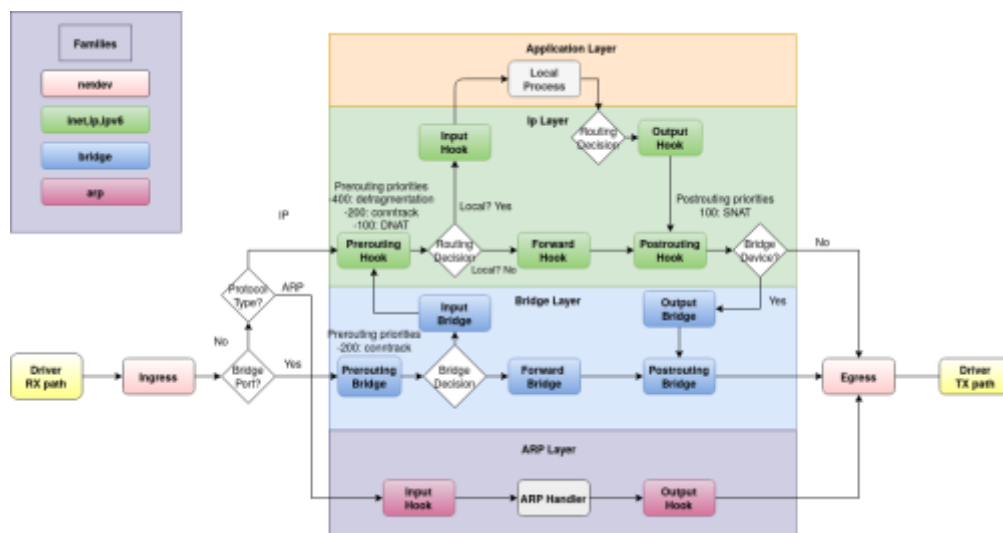 Families
netdev
inet,ip,ipv6
bridge
arp
Application Layer
Local
Process
Ip Layer
Input
Hook
Routing
Decision
Output
Hook
Prerouting priorities
-400: defragmentation
-200: conntrack
-100: DNAT
Local? Yes
Postrouting priorities
100: SNAT
IP
Prerouting
Hook
Routing
Decision
Local? No
Forward
Hook
Postrouting
Hook
Bridge
Device?
No
Yes
Protocol
Type?
ARP
Bridge Layer
Input
Bridge
Output
Bridge
Prerouting priorities
-200: conntrack
No
Yes
Driver
RX path
Ingress
Bridge
Port?
Prerouting
Bridge
Bridge
Decision
Forward
Bridge
Postrouting
Bridge
Egress
Driver
TX path
ARP Layer
Input
Hook
ARP Handler
Output
Hook